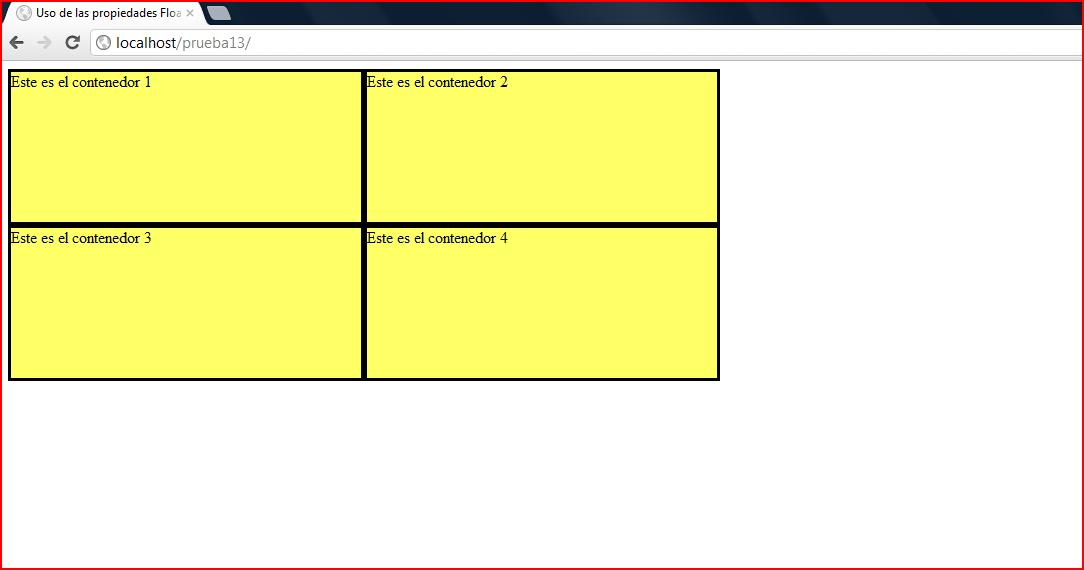 Uso de las propiedades Floa
localhost/prueba13/
Este es el contenedor 1
Este es el contenedor 2
Este es el contenedor 3
Este es el contenedor 4